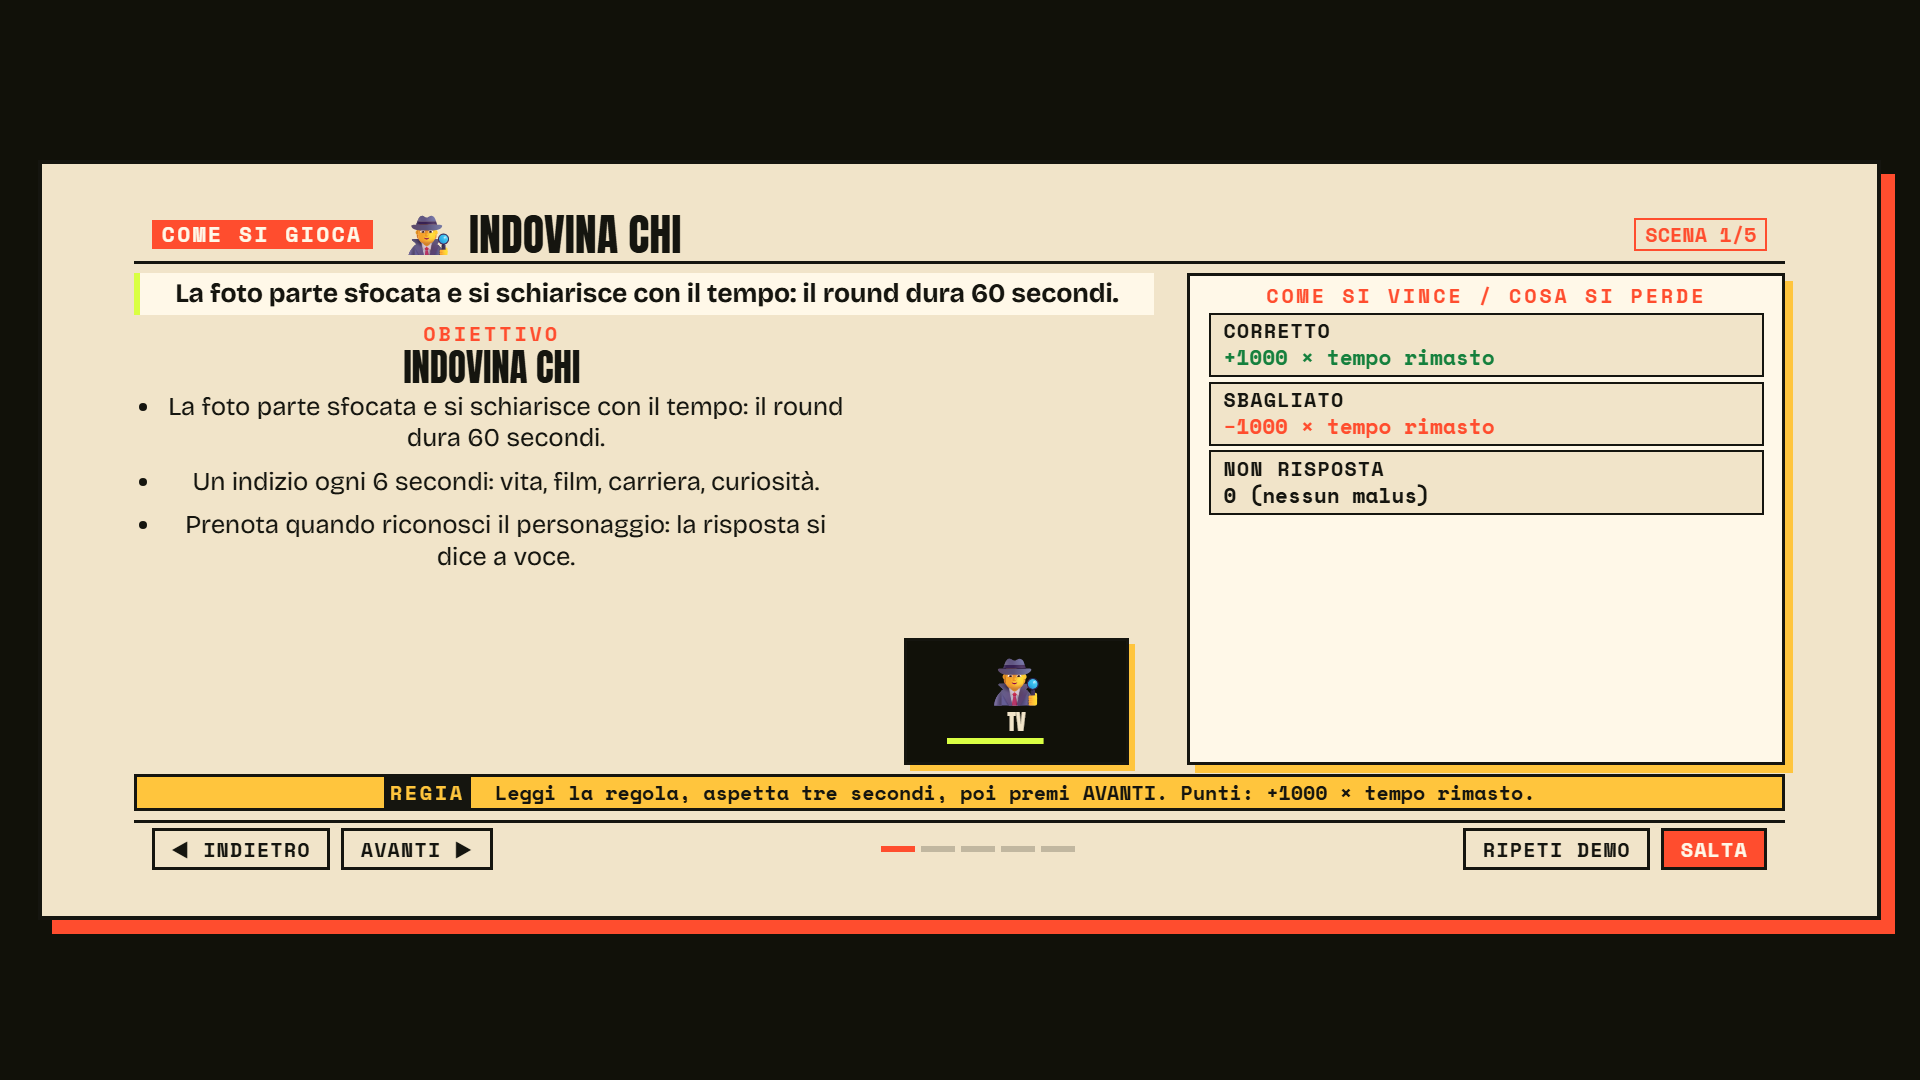 COME SI GIOCA
INDOVINA CHI
SCENA 1/5
La foto parte sfocata e si schiarisce con il tempo: il round dura 60 secondi.
OBIETTIVO
INDOVINA CHI
• La foto parte sfocata e si schiarisce con il tempo: il round
dura 60 secondi.
• Un indizio ogni 6 secondi: vita, film, carriera, curiosità.
• Prenota quando riconosci il personaggio: la risposta si
dice a voce.
TV
COME SI VINCE / COSA SI PERDE
CORRETTO
+1000 × tempo rimasto
SBAGLIATO
−1000 × tempo rimasto
NON RISPOSTA
0 (nessun malus)
REGIA Leggi la regola, aspetta tre secondi, poi premi AVANTI. Punti: +1000 × tempo rimasto.
◀ INDIETRO
AVANTI ▶
RIPETI DEMO
SALTA